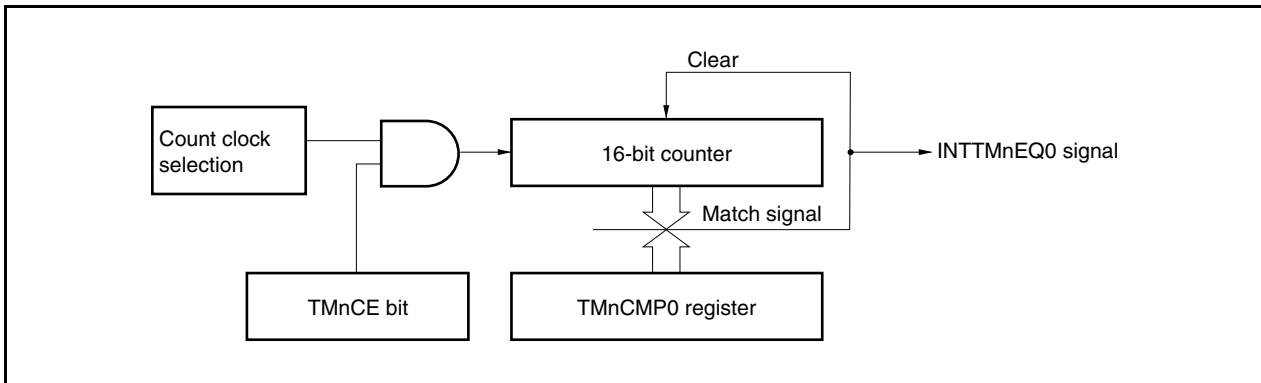 Clear
Count clock
selection
16-bit counter
INTTMnEQ0 signal
Match signal
TMnCE bit
TMnCMP0 register